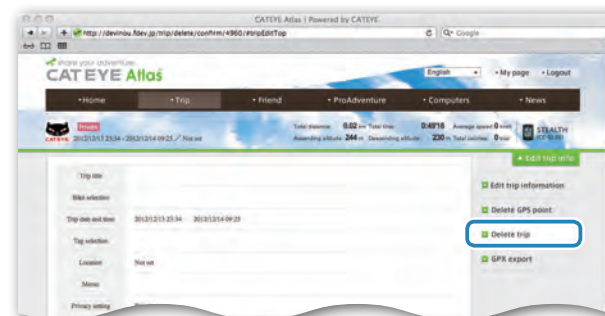 CATEYE Atlas | Powered by CATEYE
http://devinou.fdev.jp/trip/delete/confirm/4960/#tripEditTop
Google
share your adventure.
CAT EYE Atlas
English
My page
Logout
Home
Trip
Friend
ProAdventure
Computers
News
Private
Total distance 0.02 km Total time 0:49'16 Average speed 0 km/h
STEALTH
CATEYE 2012/12/13 23:34 - 2012/12/14 09:25 / Not set
Ascending altitude 244 m Descending altitude 230 m Total calories 0 kcal
Edit trip info
Trip title
Edit trip information
Bike selection
Delete GPS point
Trip date and time 2012/12/13 23:34 2012/12/14 09:25
Delete trip
Tag selection
Location Not set
GPX export
Memo
Privacy setting